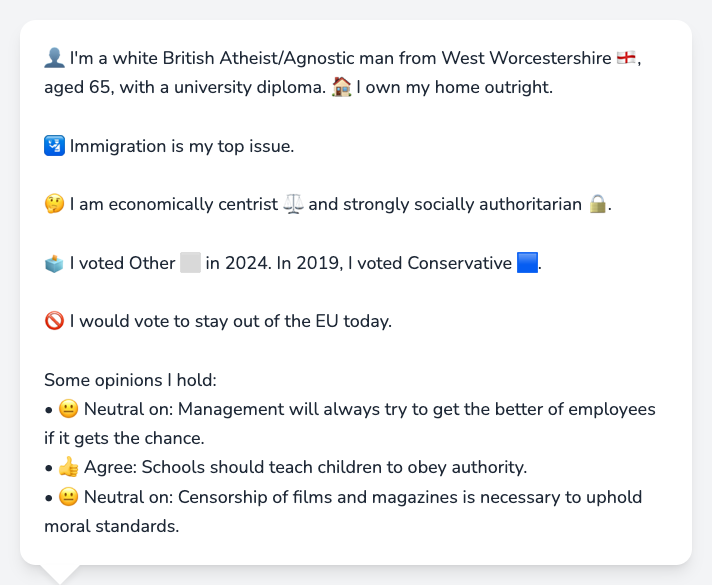 👤 I'm a white British Atheist/Agnostic man from West Worcestershire 🏴󠁧󠁢󠁥󠁮󠁧󠁿,
aged 65, with a university diploma. 🏠 I own my home outright.
🛂 Immigration is my top issue.
🤔 I am economically centrist ⚖️ and strongly socially authoritarian 🔒.
🗳️ I voted Other ⬜ in 2024. In 2019, I voted Conservative 🟦.
🚫 I would vote to stay out of the EU today.
Some opinions I hold:
• 😐 Neutral on: Management will always try to get the better of employees
if it gets the chance.
• 👍 Agree: Schools should teach children to obey authority.
• 😐 Neutral on: Censorship of films and magazines is necessary to uphold
moral standards.